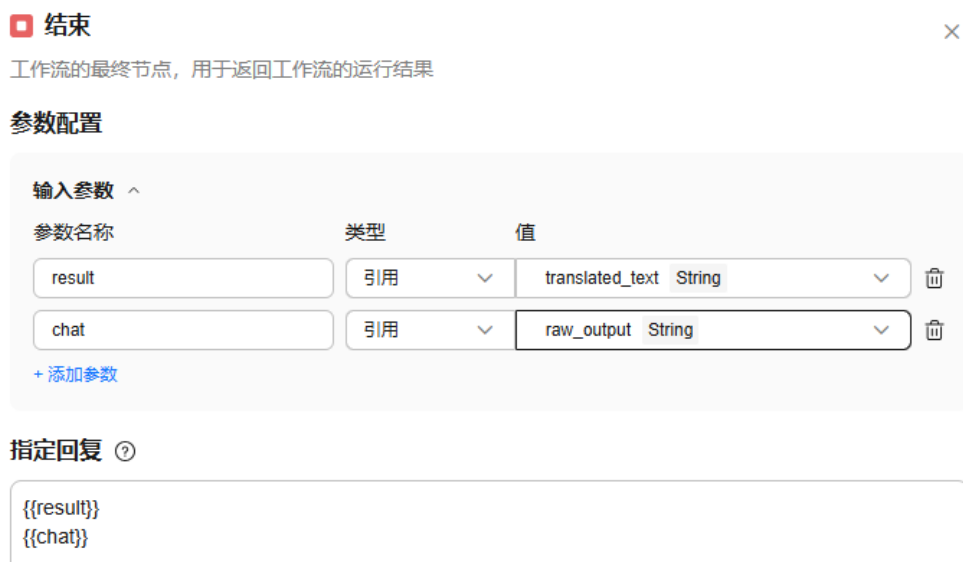 结束
工作流的最终节点，用于返回工作流的运行结果
参数配置
输入参数
参数名称 类型 值
result 引用 translated_text String
chat 引用 raw_output String
+ 添加参数
指定回复 ?
{{result}}
{{chat}}